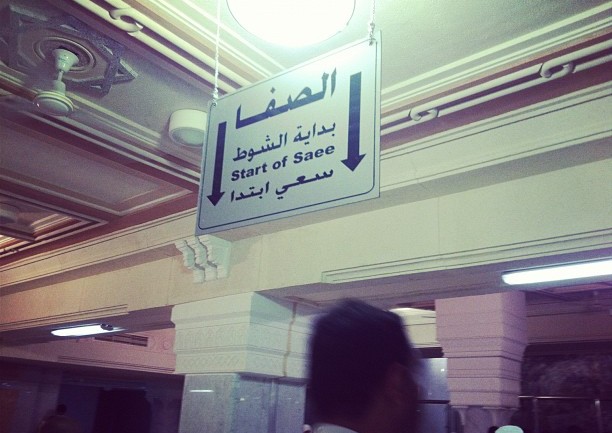 الصفا
بداية الشوط
Start of Saee
سعي ابتدا